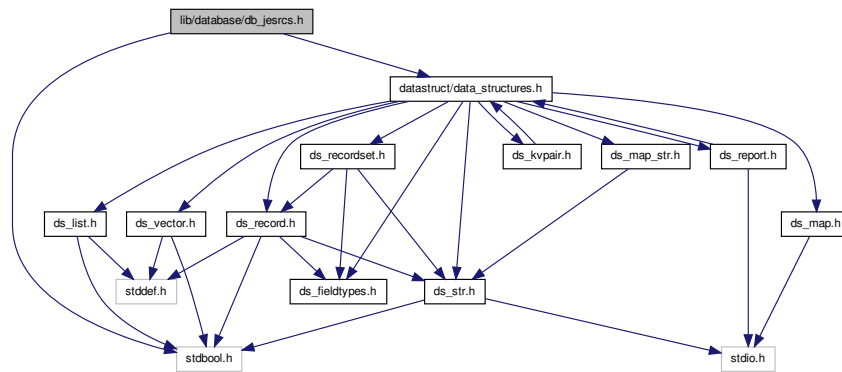 lib/database/db_jesrcs.h
datastruct/data_structures.h
ds_recordset.h
ds_kvpair.h
ds_map_str.h
ds_report.h
ds_list.h
ds_vector.h
ds_record.h
ds_map.h
stddef.h
ds_fieldtypes.h
ds_str.h
stdbool.h
stdio.h